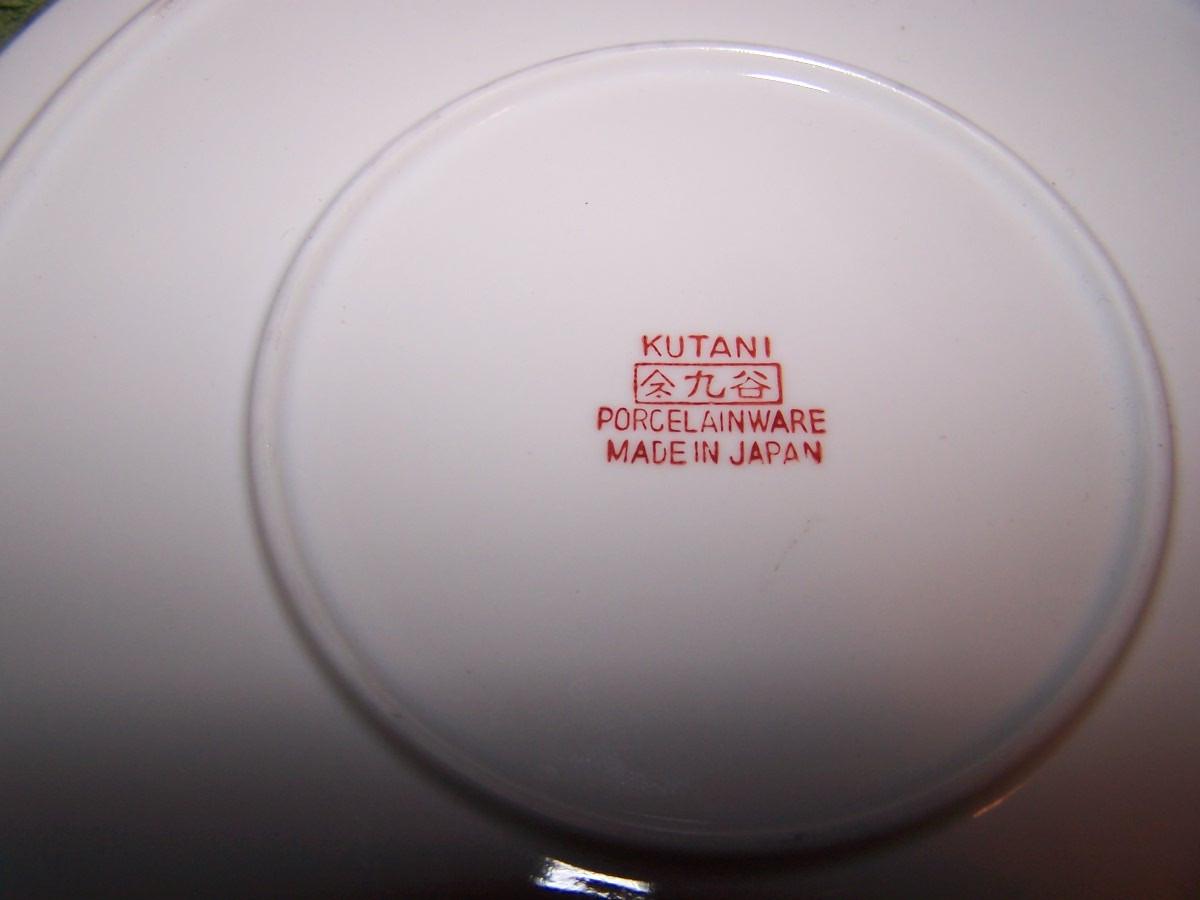 KUTANI
九谷
PORCELAINWARE
MADE IN JAPAN